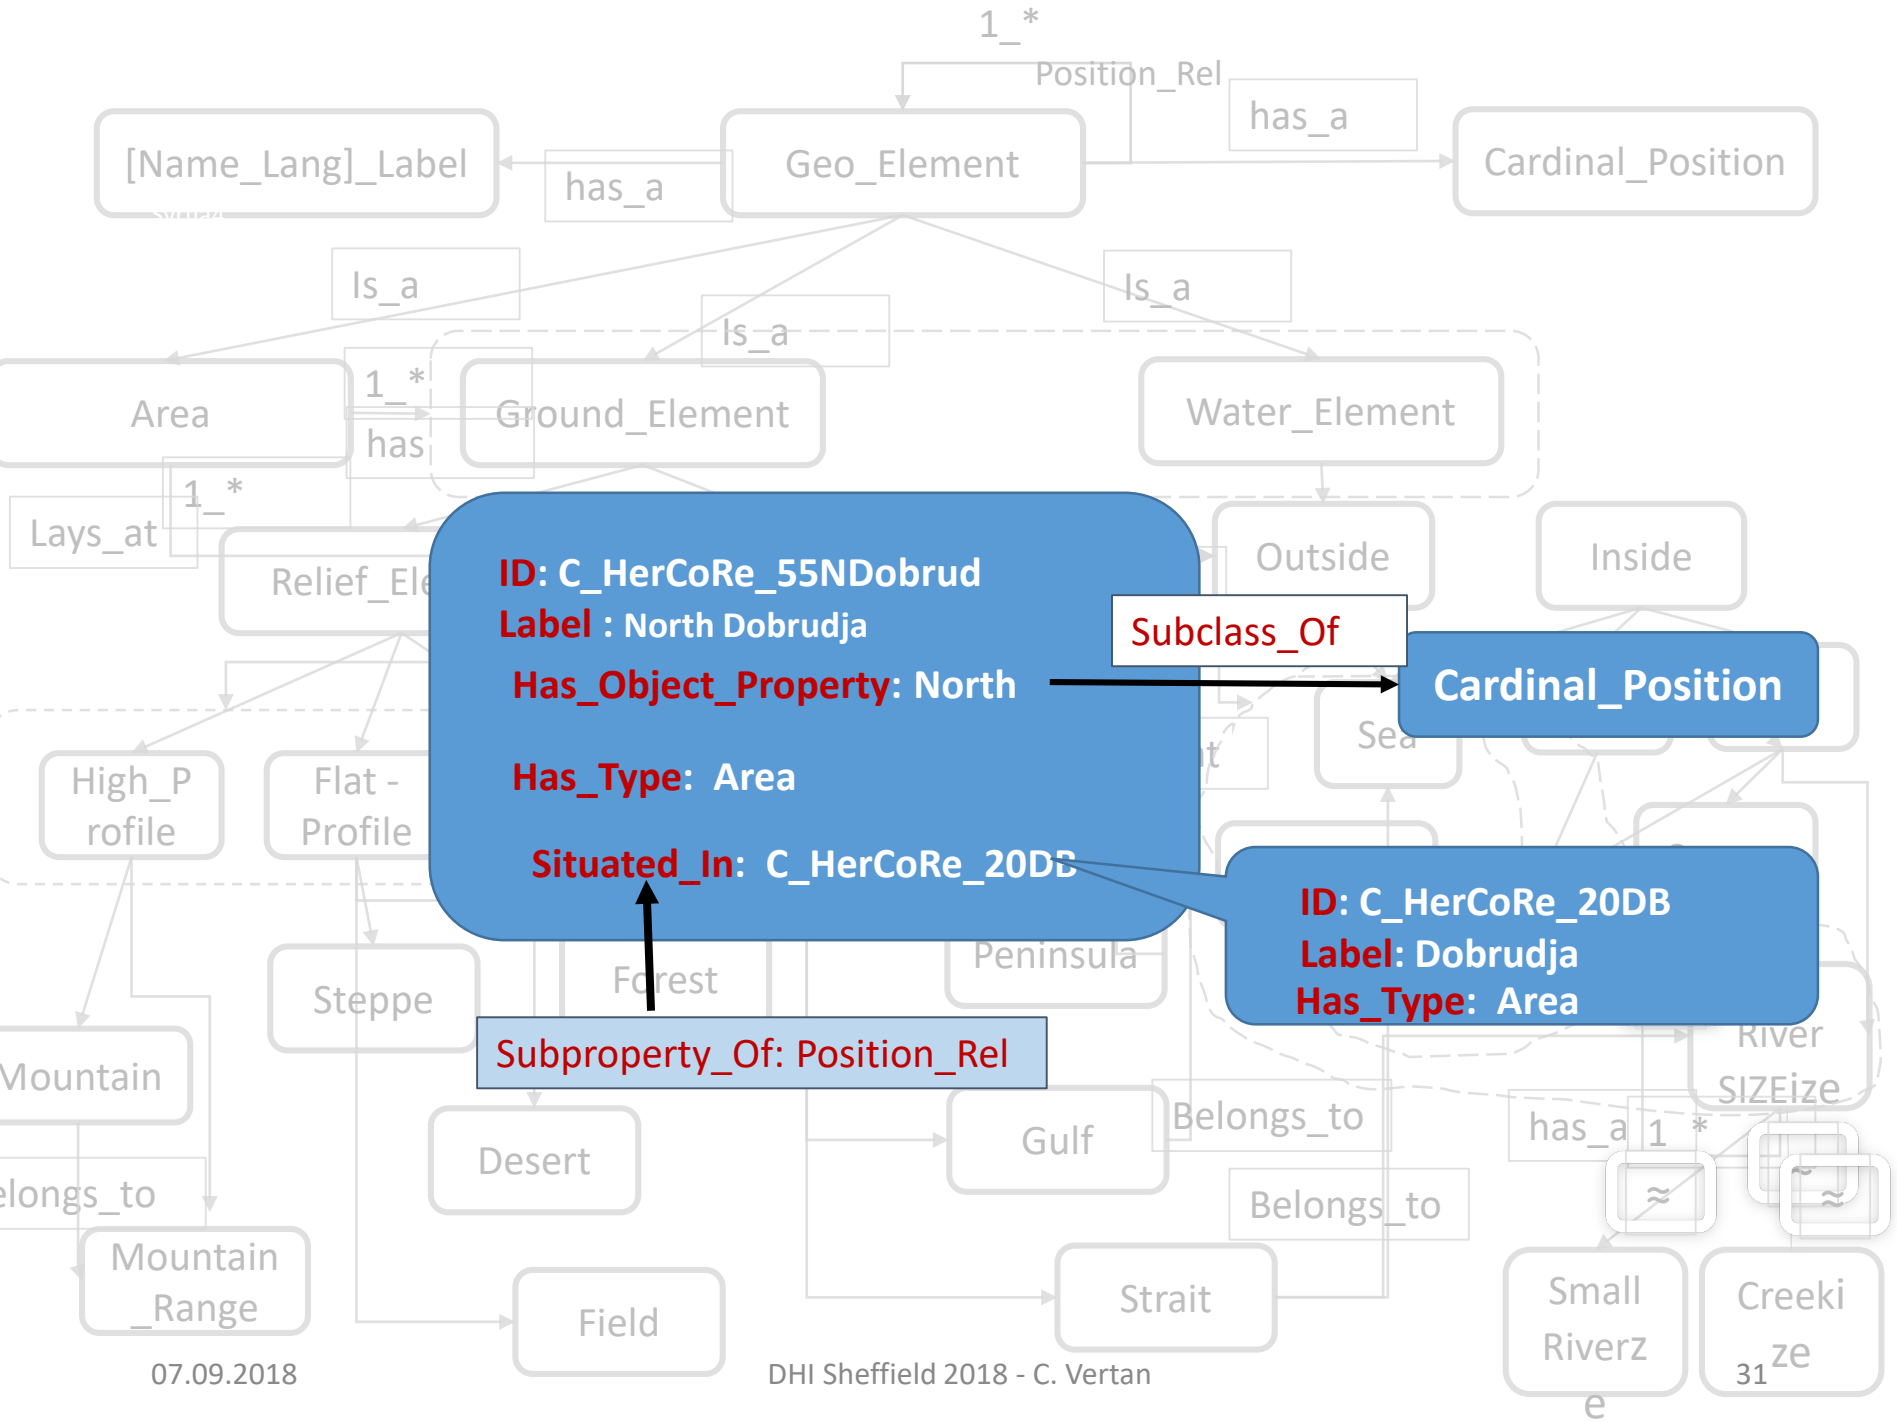 1_*
Position_Rel
has_a
[Name_Lang]_Label
has_a
Geo_Element
Cardinal_Position
Is_a
Is_a
Is_a
Area
1_*
has
Ground_Element
Water_Element
1_*
Lays_at
Outside
Inside
ID: C_HerCoRe_55NDobrud
Label : North Dobrudja
Has_Object_Property: North
Has_Type: Area
Situated_In: C_HerCoRe_20DB
Subclass_Of
Cardinal_Position
Sea
High_P
rofile
Flat -
Profile
ID: C_HerCoRe_20DB
Label: Dobrudja
Has_Type: Area
Steppe
Forest
Peninsula
Subproperty_Of: Position_Rel
River
SIZEize
Mountain
Desert
Gulf
Belongs_to
has_a
1_*
≈
≈
≈
elongs_to
Belongs_to
Mountain
_Range
Field
Strait
Small
Riverz
e
Creeki
ze
07.09.2018
DHI Sheffield 2018 - C. Vertan
31